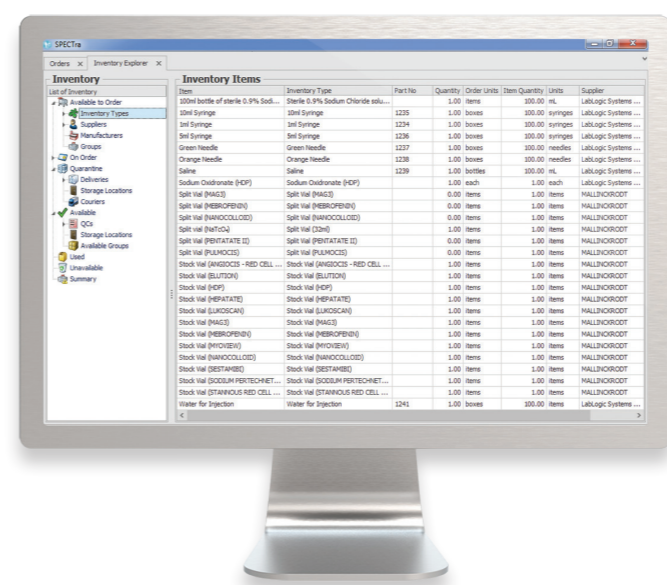 SPECTra
Orders x Inventory Explorer x
Inventory
List of Inventory
Available to Order
Inventory Types
Suppliers
Manufacturers
Groups
On Order
Quarantine
Deliveries
Storage Locations
Couriers
Available
QCs
Storage Locations
Available Groups
Used
Unavailable
Summary
Inventory Items
Item Inventory Type Part No Quantity Order Units Item Quantity Units Supplier
100ml bottle of sterile 0.9% Sodi... Sterile 0.9% Sodium Chloride solu... 1.00 items 100.00 mL LabLogic Systems ...
10ml Syringe 10ml Syringe 1235 1.00 boxes 100.00 syringes LabLogic Systems ...
1ml Syringe 1ml Syringe 1234 1.00 boxes 100.00 syringes LabLogic Systems ...
5ml Syringe 5ml Syringe 1236 1.00 boxes 100.00 syringes LabLogic Systems ...
Green Needle Green Needle 1237 1.00 boxes 100.00 needles LabLogic Systems ...
Orange Needle Orange Needle 1238 1.00 boxes 100.00 needles LabLogic Systems ...
Saline Saline 1239 1.00 bottles 100.00 mL LabLogic Systems ...
Sodium Oxidronate (HDP) Sodium Oxidronate (HDP) 1.00 each 1.00 each LabLogic Systems ...
Split Vial (MAG3) Split Vial (MAG3) 0.00 items 1.00 items MALLINCKRODT
Split Vial (MEBROFENIN) Split Vial (MEBROFENIN) 0.00 items 1.00 items MALLINCKRODT
Split Vial (NANOCOLLOID) Split Vial (NANOCOLLOID) 0.00 items 1.00 items MALLINCKRODT
Split vial (NaTcO₄) Split Vial (32ml) 1.00 items 1.00 items MALLINCKRODT
Split Vial (PENTATATE II) Split Vial (PENTATATE II) 0.00 items 1.00 items MALLINCKRODT
Split Vial (PULMOCIS) Split Vial (PULMOCIS) 0.00 items 1.00 items MALLINCKRODT
Stock Vial (ANGIOCIS - RED CELL ... Stock Vial (ANGIOCIS - RED CELL ... 1.00 items 1.00 items MALLINCKRODT
Stock Vial (ELUTION) Stock Vial (ELUTION) 1.00 items 1.00 items MALLINCKRODT
Stock Vial (HDP) Stock Vial (HDP) 1.00 items 1.00 items MALLINCKRODT
Stock Vial (HEPATATE) Stock Vial (HEPATATE) 1.00 items 1.00 items MALLINCKRODT
Stock Vial (LUKOSCAN) Stock Vial (LUKOSCAN) 1.00 items 1.00 items MALLINCKRODT
Stock Vial (MAG3) Stock Vial (MAG3) 1.00 items 1.00 items MALLINCKRODT
Stock Vial (MEBROFENIN) Stock Vial (MEBROFENIN) 1.00 items 1.00 items MALLINCKRODT
Stock Vial (MYOVIEW) Stock Vial (MYOVIEW) 1.00 items 1.00 items MALLINCKRODT
Stock Vial (NANOCOLLOID) Stock Vial (NANOCOLLOID) 1.00 items 1.00 items MALLINCKRODT
Stock Vial (SESTAMIBI) Stock Vial (SESTAMIBI) 1.00 items 1.00 items MALLINCKRODT
Stock Vial (SODIUM PERTECHNET... Stock Vial (SODIUM PERTECHNET... 1.00 items 1.00 items MALLINCKRODT
Stock Vial (STANNOUS RED CELL ... Stock Vial (STANNOUS RED CELL ... 1.00 items 1.00 items MALLINCKRODT
Water for Injection Water for Injection 1241 1.00 boxes 100.00 items LabLogic Systems ...